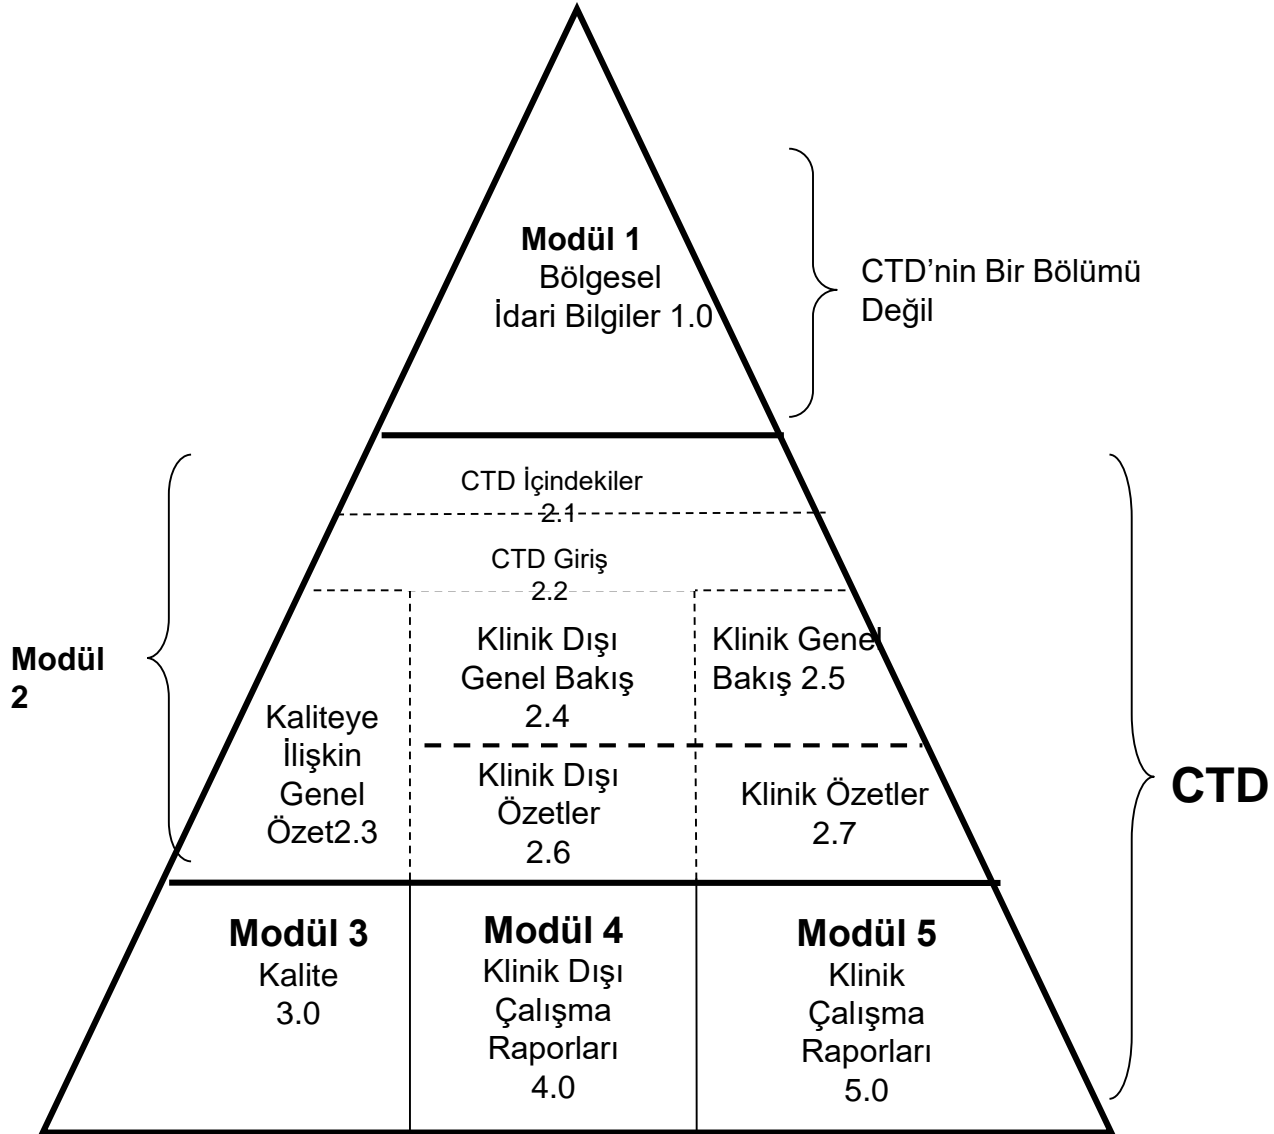 Modül 1
Bölgesel
İdari Bilgiler 1.0
CTD’nin Bir Bölümü
Değil
CTD İçindekiler
2.1
CTD Giriş
2.2
Modül
2
Kaliteye
İlişkin
Genel
Özet2.3
Klinik Dışı
Genel Bakış
2.4
Klinik Genel
Bakış 2.5
Klinik Dışı
Özetler
2.6
Klinik Özetler
2.7
CTD
Modül 3
Kalite
3.0
Modül 4
Klinik Dışı
Çalışma
Raporları
4.0
Modül 5
Klinik
Çalışma
Raporları
5.0